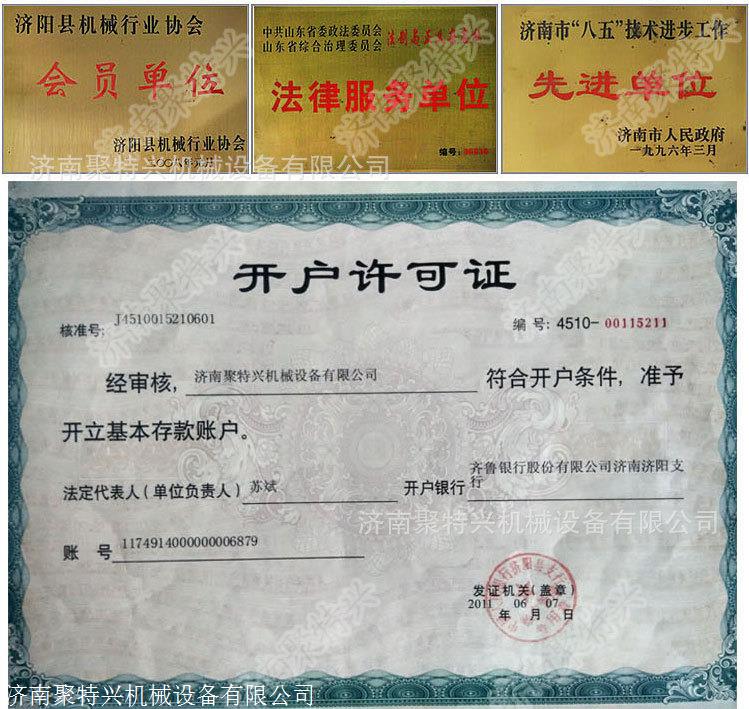 济阳县机械行业协会
会员单位
济阳县机械行业协会
二〇〇九年元月
中共山东省委政法委员会
山东省综合治理委员会
法律服务单位
编号:
济南市“八五”技术进步工作
先进单位
济南市人民政府
一九九六年三月
济南聚特兴机械设备有限公司
开户许可证
核准号: J4510015210601
编号: 4510-00115211
经审核, 济南聚特兴机械设备有限公司 符合开户条件, 准予
开立基本存款账户。
法定代表人(单位负责人) 苏斌 开户银行 齐鲁银行股份有限公司济南济阳支
行
济南聚特兴机械设备有限公司
账 号 1174914000000006879
发证机关(盖章)
2011 年 06 月 07 日
济南聚特兴机械设备有限公司